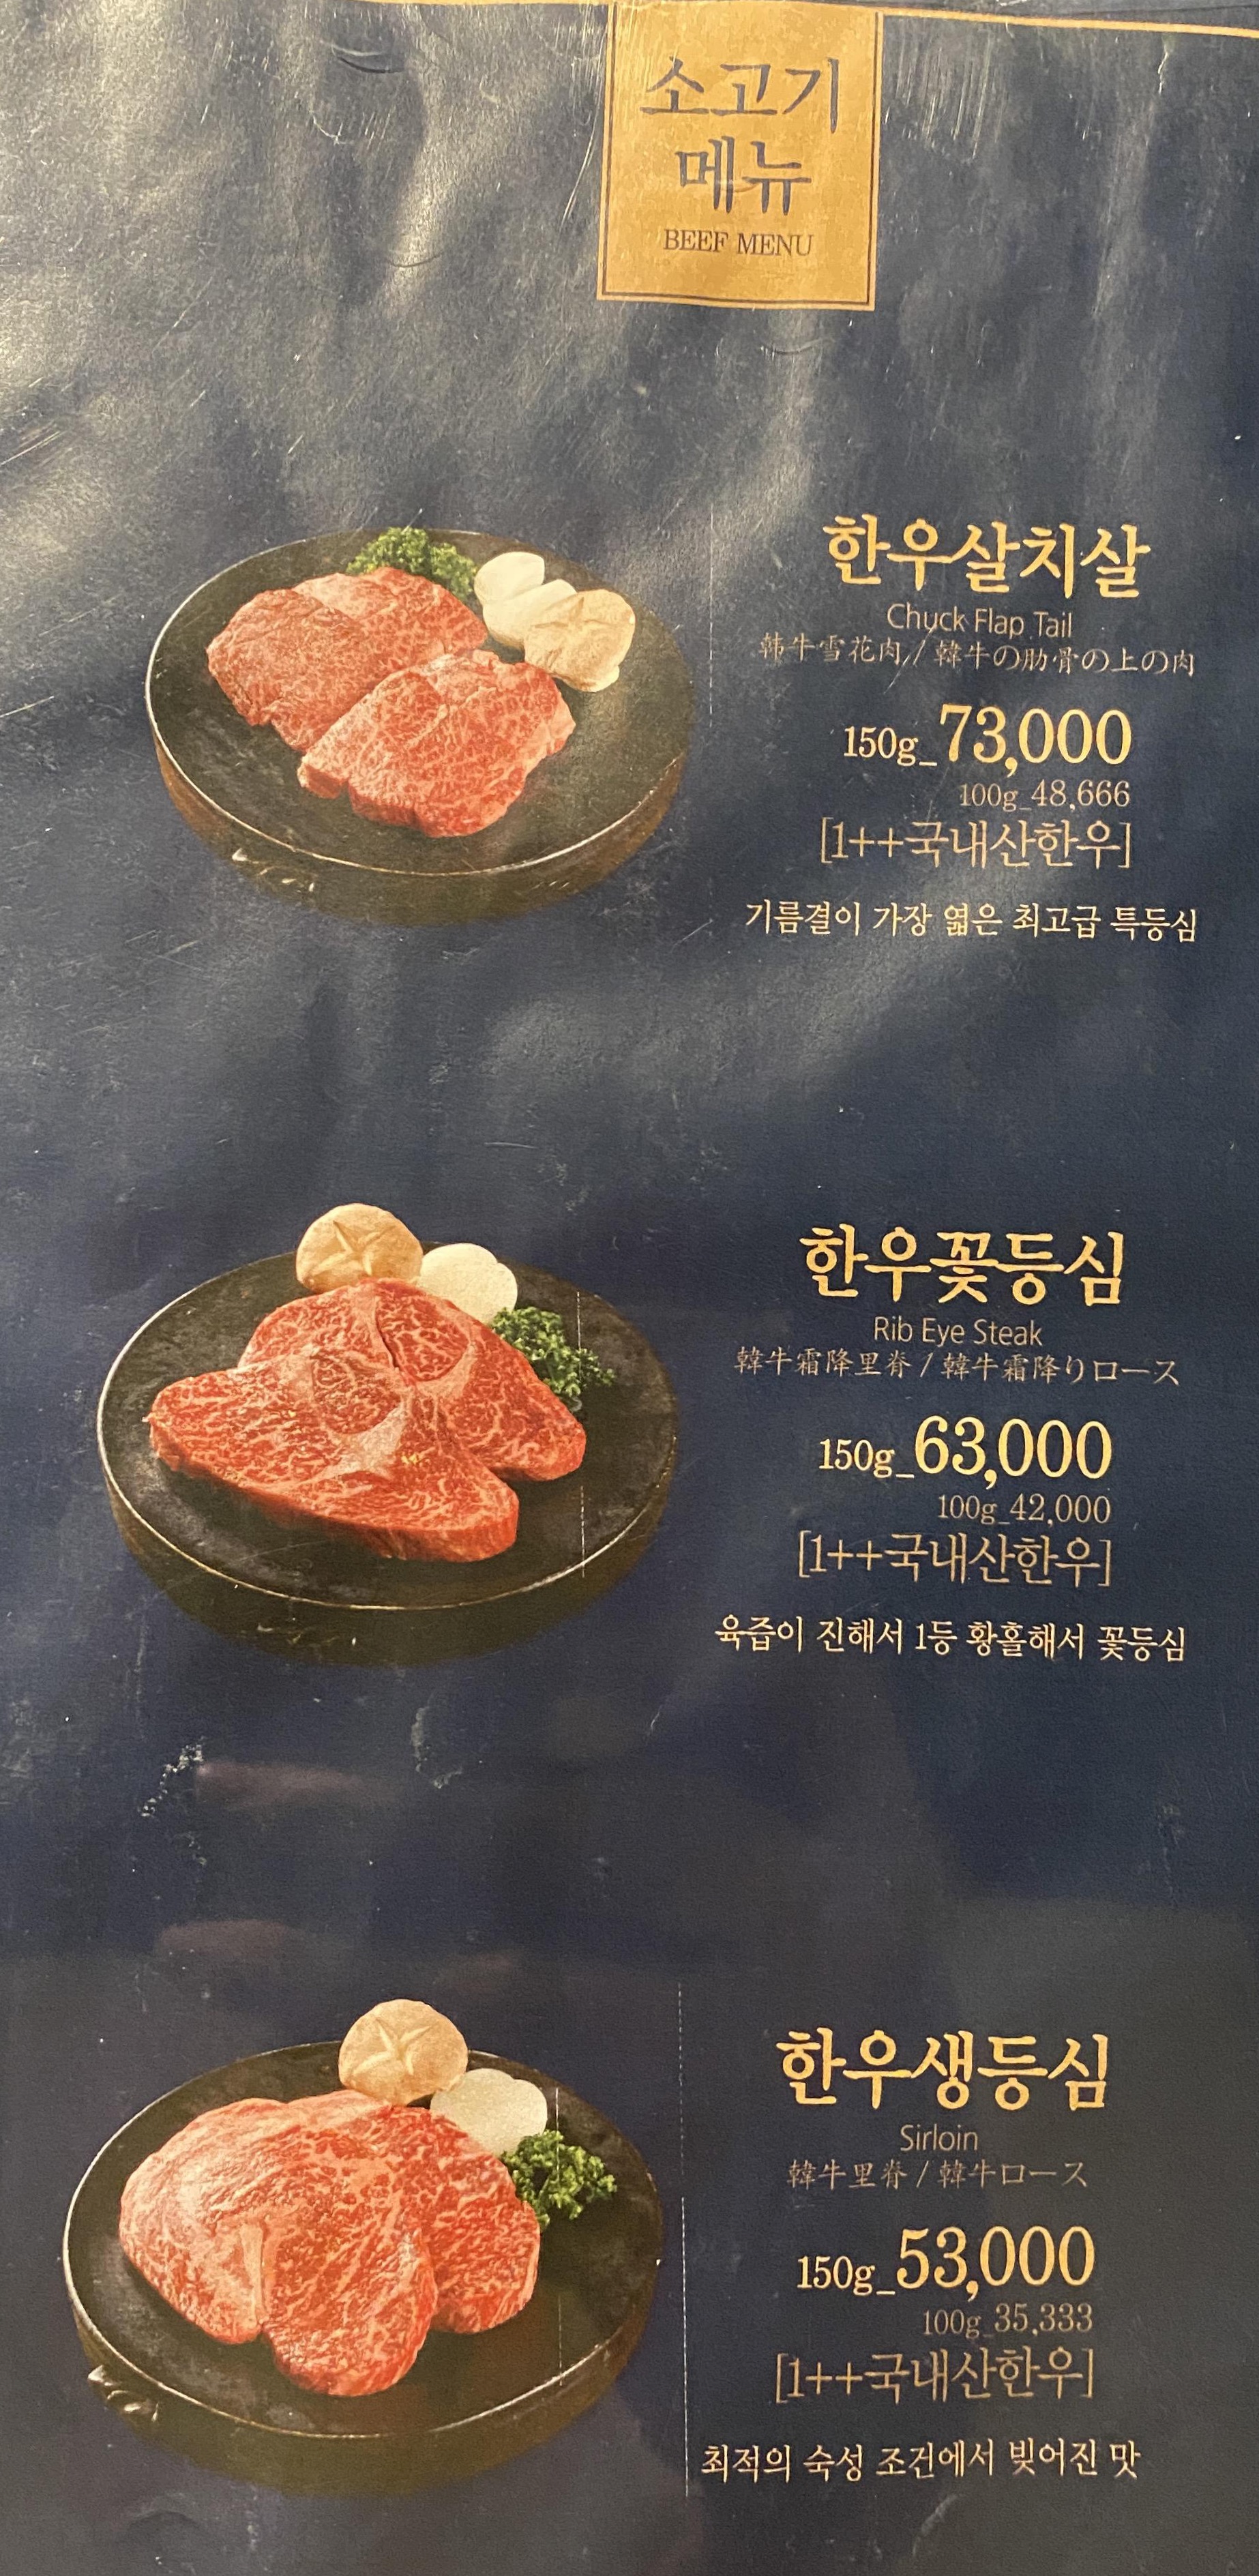 소고기
메뉴
BEEF MENU
한우살치살
Chuck Flap Tail
韩牛雪花肉 / 韓牛の肋骨の上の肉
150g_73,000
100g_48,666
[1++국내산한우]
기름결이 가장 엷은 최고급 특등심
한우꽃등심
Rib Eye Steak
韓牛霜降里脊 / 韓牛霜降りロース
150g_63,000
100g_42,000
[1++국내산한우]
육즙이 진해서 1등 황홀해서 꽃등심
한우생등심
Sirloin
韓牛里脊 / 韓牛ロース
150g_53,000
100g_35,333
[1++국내산한우]
최적의 숙성 조건에서 빚어진 맛